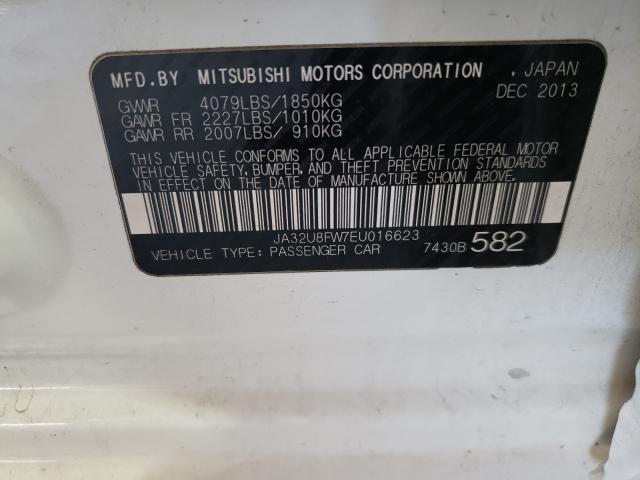 MFD.BY MITSUBISHI MOTORS CORPORATION . JAPAN
DEC 2013
GVWR 4079LBS/1850KG
GAWR FR 2227LBS/1010KG
GAWR RR 2007LBS/ 910KG
THIS VEHICLE CONFORMS TO ALL APPLICABLE FEDERAL MOTOR
VEHICLE SAFETY, BUMPER, AND THEFT PREVENTION STANDARDS
IN EFFECT ON THE DATE OF MANUFACTURE SHOWN ABOVE.
JA32U8FW7EU016623
VEHICLE TYPE: PASSENGER CAR 7430B 582